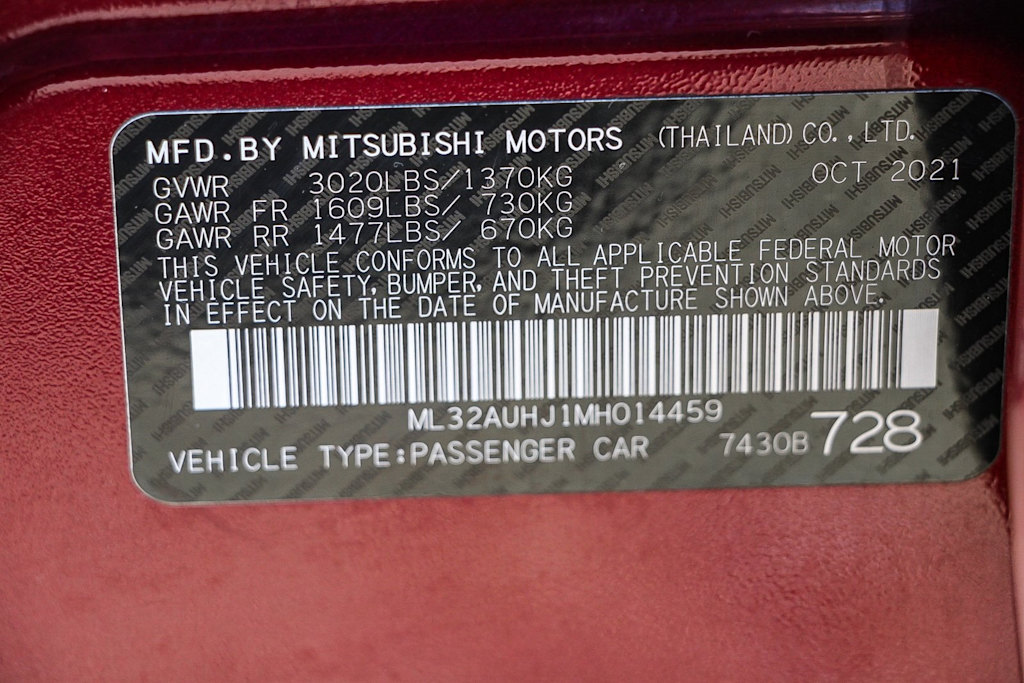 MFD.BY MITSUBISHI MOTORS (THAILAND)CO.,LTD.
GVWR 3020LBS/1370KG OCT 2021
GAWR FR 1609LBS/ 730KG
GAWR RR 1477LBS/ 670KG
THIS VEHICLE CONFORMS TO ALL APPLICABLE FEDERAL MOTOR
VEHICLE SAFETY, BUMPER, AND THEFT PREVENTION STANDARDS
IN EFFECT ON THE DATE OF MANUFACTURE SHOWN ABOVE.
ML32AUHJ1MH014459
VEHICLE TYPE:PASSENGER CAR 7430B 728